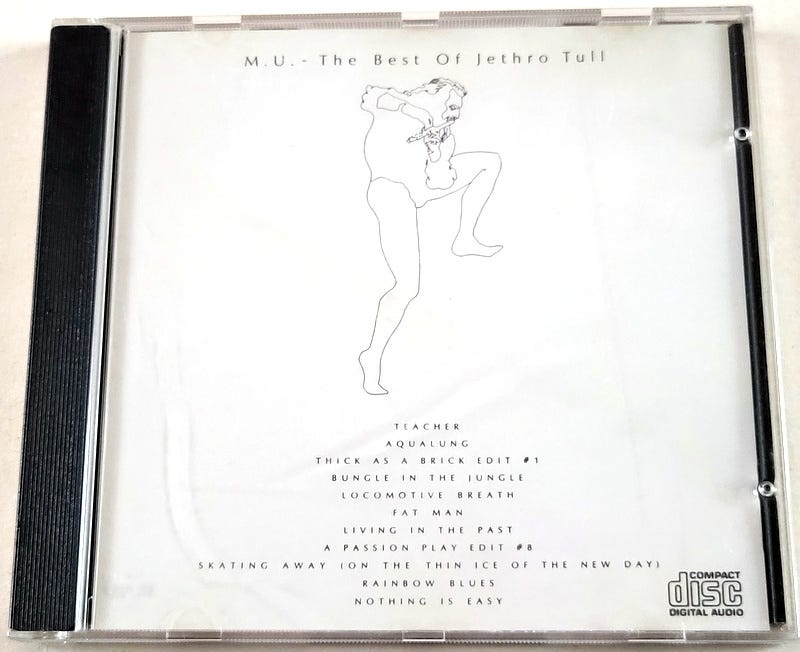 M.U. - The Best Of Jethro Tull
TEACHER
AQUALUNG
THICK AS A BRICK EDIT #1
BUNGLE IN THE JUNGLE
LOCOMOTIVE BREATH
FAT MAN
LIVING IN THE PAST
A PASSION PLAY EDIT #8
SKATING AWAY (ON THE THIN ICE OF THE NEW DAY)
RAINBOW BLUES
NOTHING IS EASY
COMPACT
disc
DIGITAL AUDIO